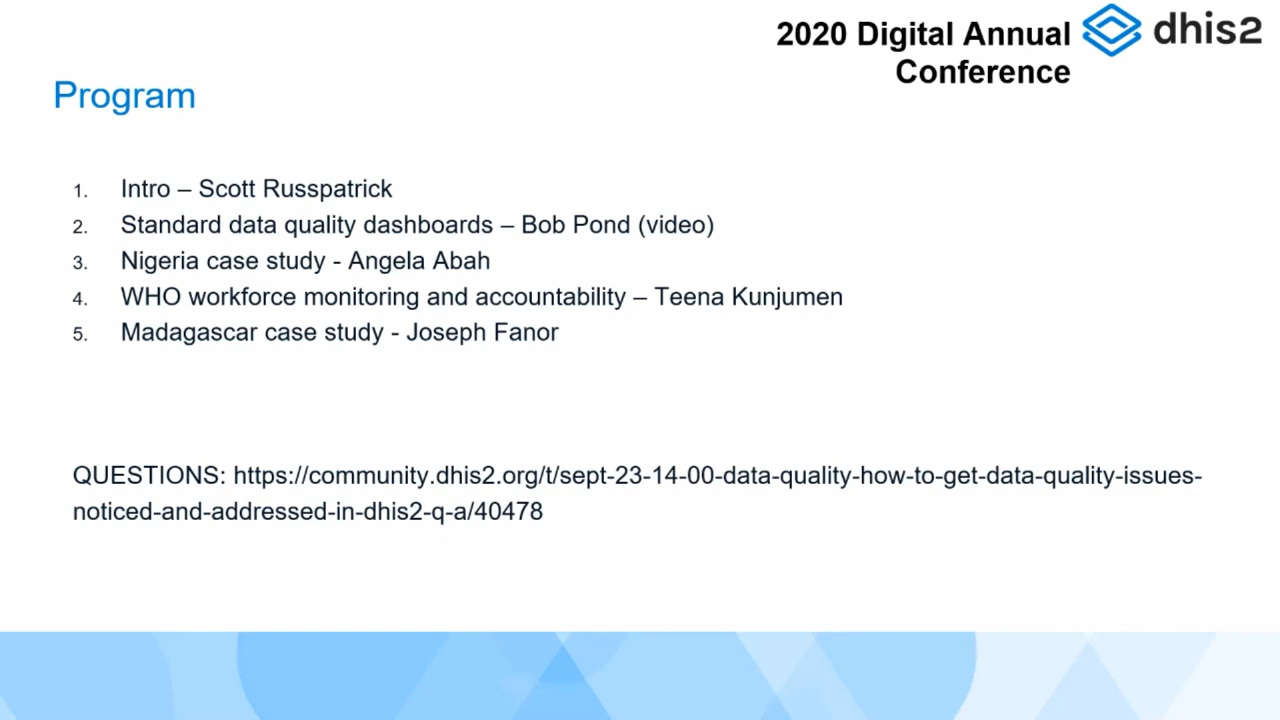 2020 Digital Annual
Conference
dhis2
Program
1. Intro – Scott Russpatrick
2. Standard data quality dashboards – Bob Pond (video)
3. Nigeria case study - Angela Abah
4. WHO workforce monitoring and accountability – Teena Kunjumen
5. Madagascar case study - Joseph Fanor
QUESTIONS: https://community.dhis2.org/t/sept-23-14-00-data-quality-how-to-get-data-quality-issues-
noticed-and-addressed-in-dhis2-q-a/40478